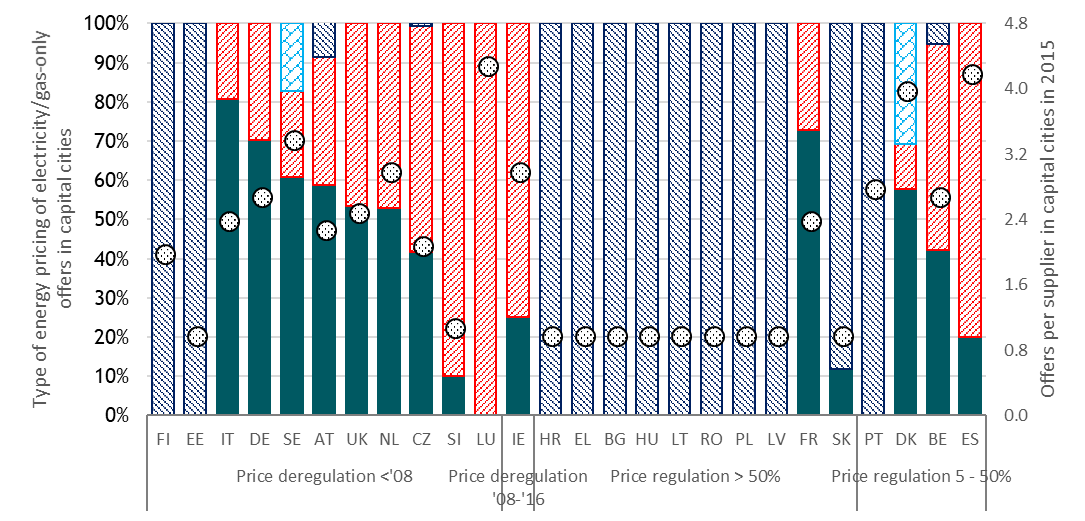 Type of energy pricing of electricity/gas-only
offers in capital cities
100%
90%
80%
70%
60%
50%
40%
30%
20%
10%
0%
4.8
4.0
3.2
2.4
1.6
0.8
0.0
Offers per supplier in capital cities in 2015
FI EE IT DE SE AT UK NL CZ SI LU IE HR EL BG HU LT RO PL LV FR SK PT DK BE ES
Price deregulation <'08
Price deregulation
'08-'16
Price regulation > 50%
Price regulation 5 - 50%